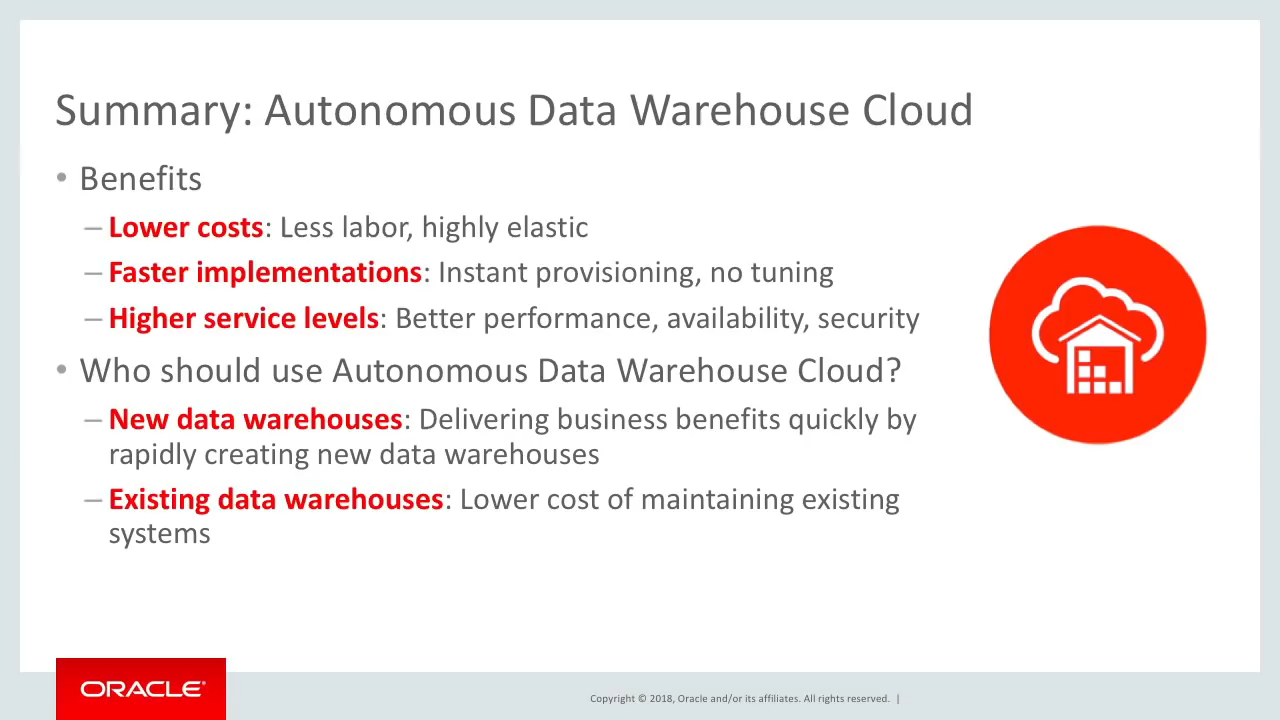 Summary: Autonomous Data Warehouse Cloud
• Benefits
– Lower costs: Less labor, highly elastic
– Faster implementations: Instant provisioning, no tuning
– Higher service levels: Better performance, availability, security
• Who should use Autonomous Data Warehouse Cloud?
– New data warehouses: Delivering business benefits quickly by
rapidly creating new data warehouses
– Existing data warehouses: Lower cost of maintaining existing
systems
ORACLE®
Copyright © 2018, Oracle and/or its affiliates. All rights reserved. |